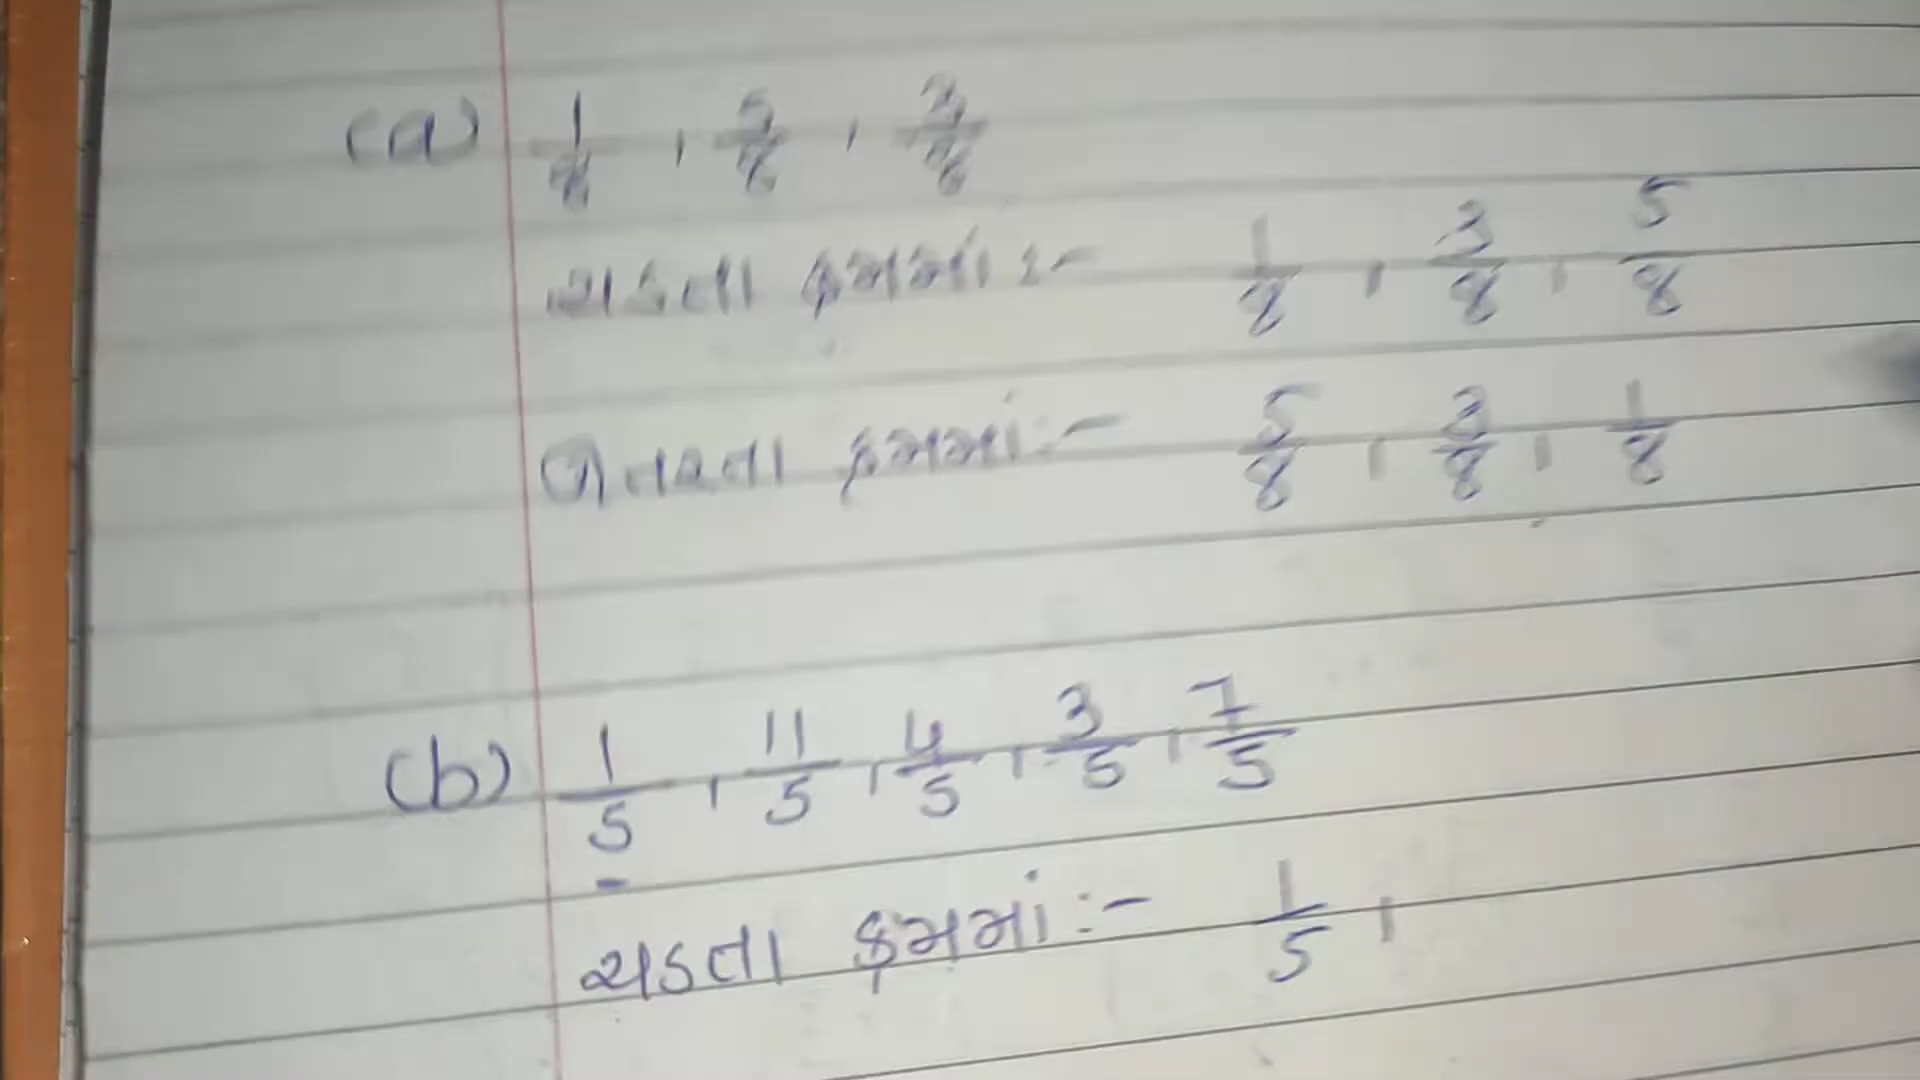 (a) 1/8 , 5/8 , 3/8
ચડતા ક્રમમાં :- 1/8 , 3/8 , 5/8
ઊતરતા ક્રમમાં :- 5/8 , 3/8 , 1/8
(b) 1/5 , 11/5 , 4/5 , 3/5 , 7/5
ચડતા ક્રમમાં :- 1/5 ,